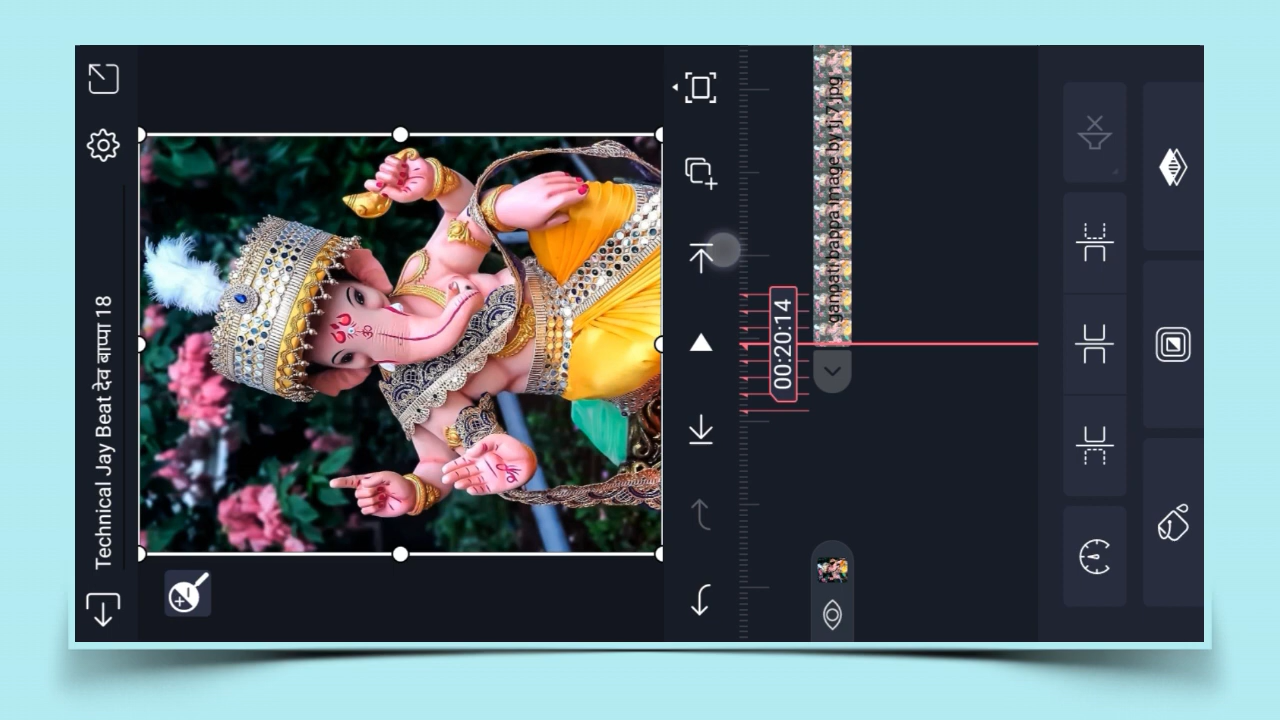 Technical Jay Beat देव बाप्पा 18
00:20:14
ganpati bappa image by tj 7.jpg